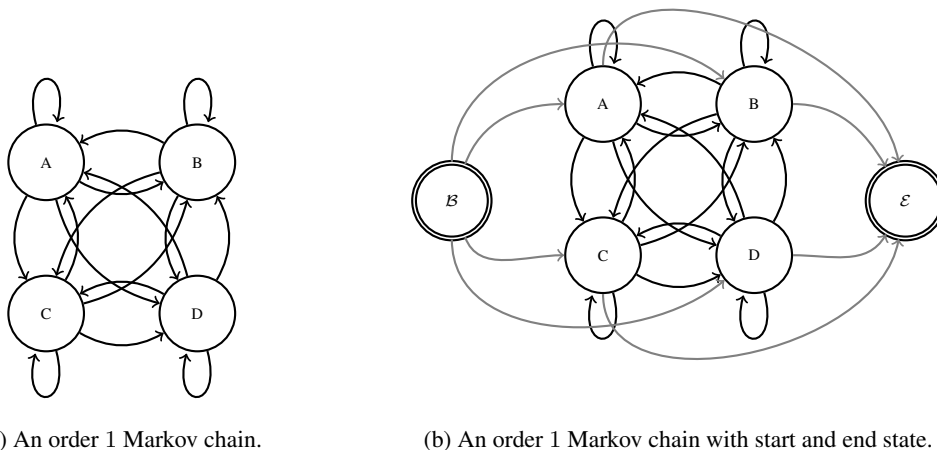 A
B
C
D
) An order 1 Markov chain.
A
B
ℬ
ℰ
C
D
(b) An order 1 Markov chain with start and end state.